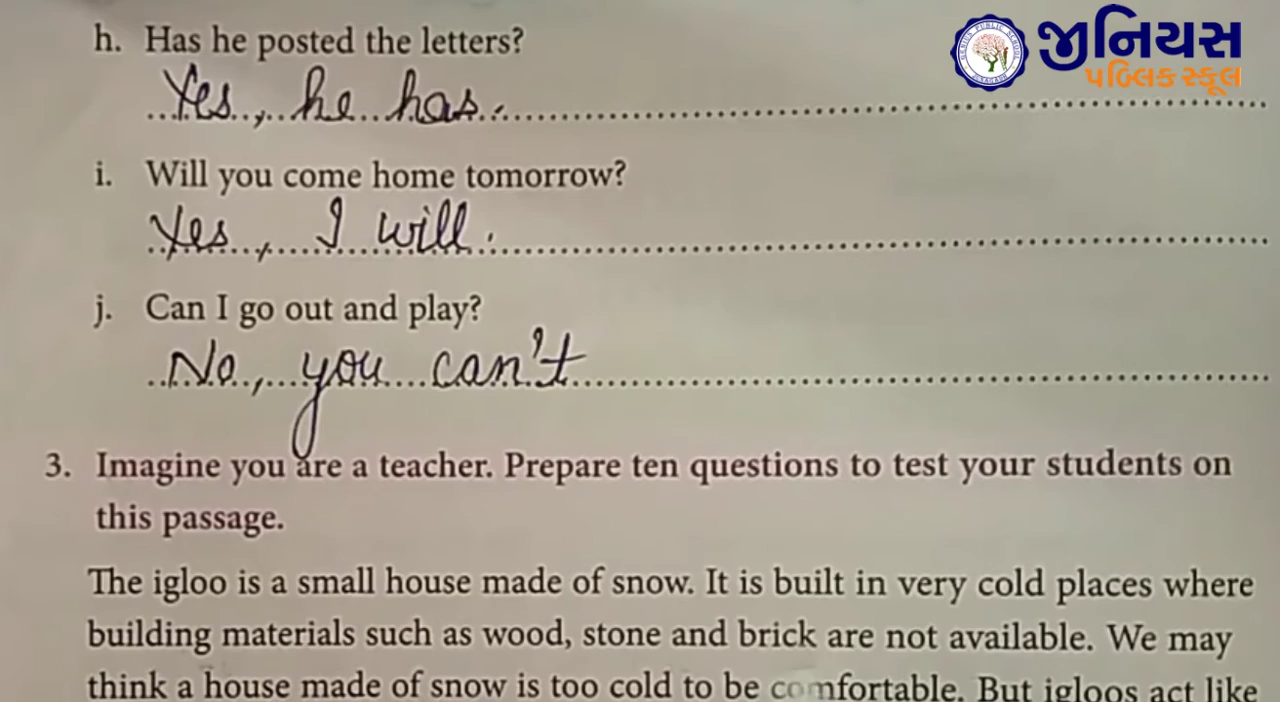 h. Has he posted the letters?
જીનિયસ
પબ્લિક સ્કૂલ
Yes, he has.
i. Will you come home tomorrow?
Yes, I will.
j. Can I go out and play?
No, you can't
3. Imagine you are a teacher. Prepare ten questions to test your students on
this passage.
The igloo is a small house made of snow. It is built in very cold places where
building materials such as wood, stone and brick are not available. We may
think a house made of snow is too cold to be comfortable. But igloos act like